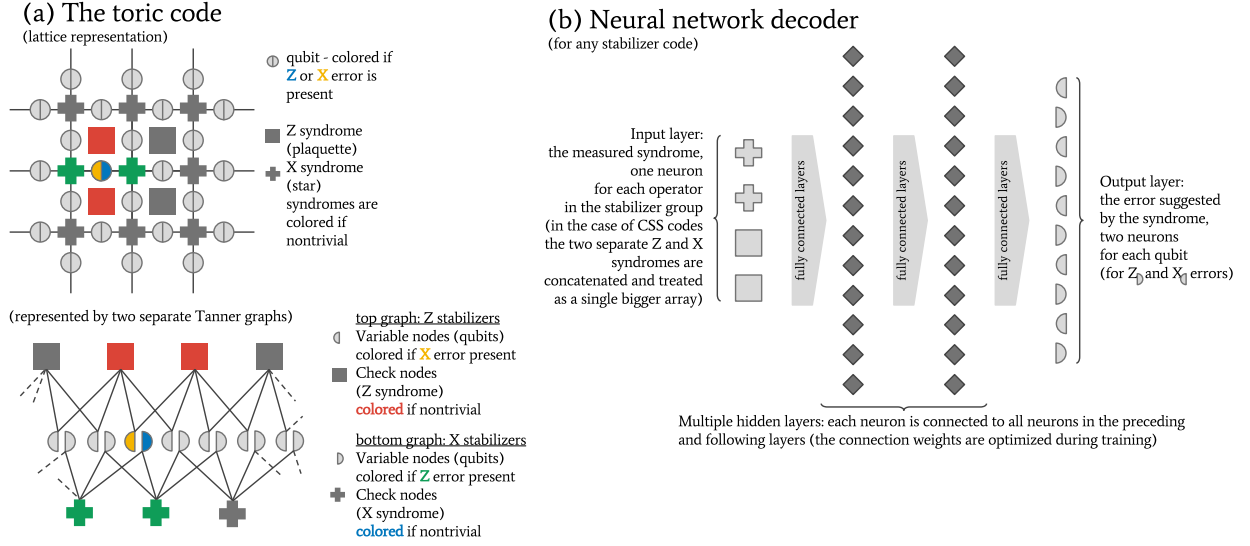 (a) The toric code
(lattice representation)
qubit - colored if
Z or X error is
present
Z syndrome
(plaquette)
X syndrome
(star)
syndromes are
colored if
nontrivial
(represented by two separate Tanner graphs)
top graph: Z stabilizers
Variable nodes (qubits)
colored if X error present
Check nodes
(Z syndrome)
colored if nontrivial
bottom graph: X stabilizers
Variable nodes (qubits)
colored if Z error present
Check nodes
(X syndrome)
colored if nontrivial
(b) Neural network decoder
(for any stabilizer code)
Input layer:
the measured syndrome,
one neuron
for each operator
in the stabilizer group
(in the case of CSS codes
the two separate Z and X
syndromes are
concatenated and treated
as a single bigger array)
fully connected layers
fully connected layers
fully connected layers
Output layer:
the error suggested
by the syndrome,
two neurons
for each qubit
(for Z and X errors)
Multiple hidden layers: each neuron is connected to all neurons in the preceding
and following layers (the connection weights are optimized during training)